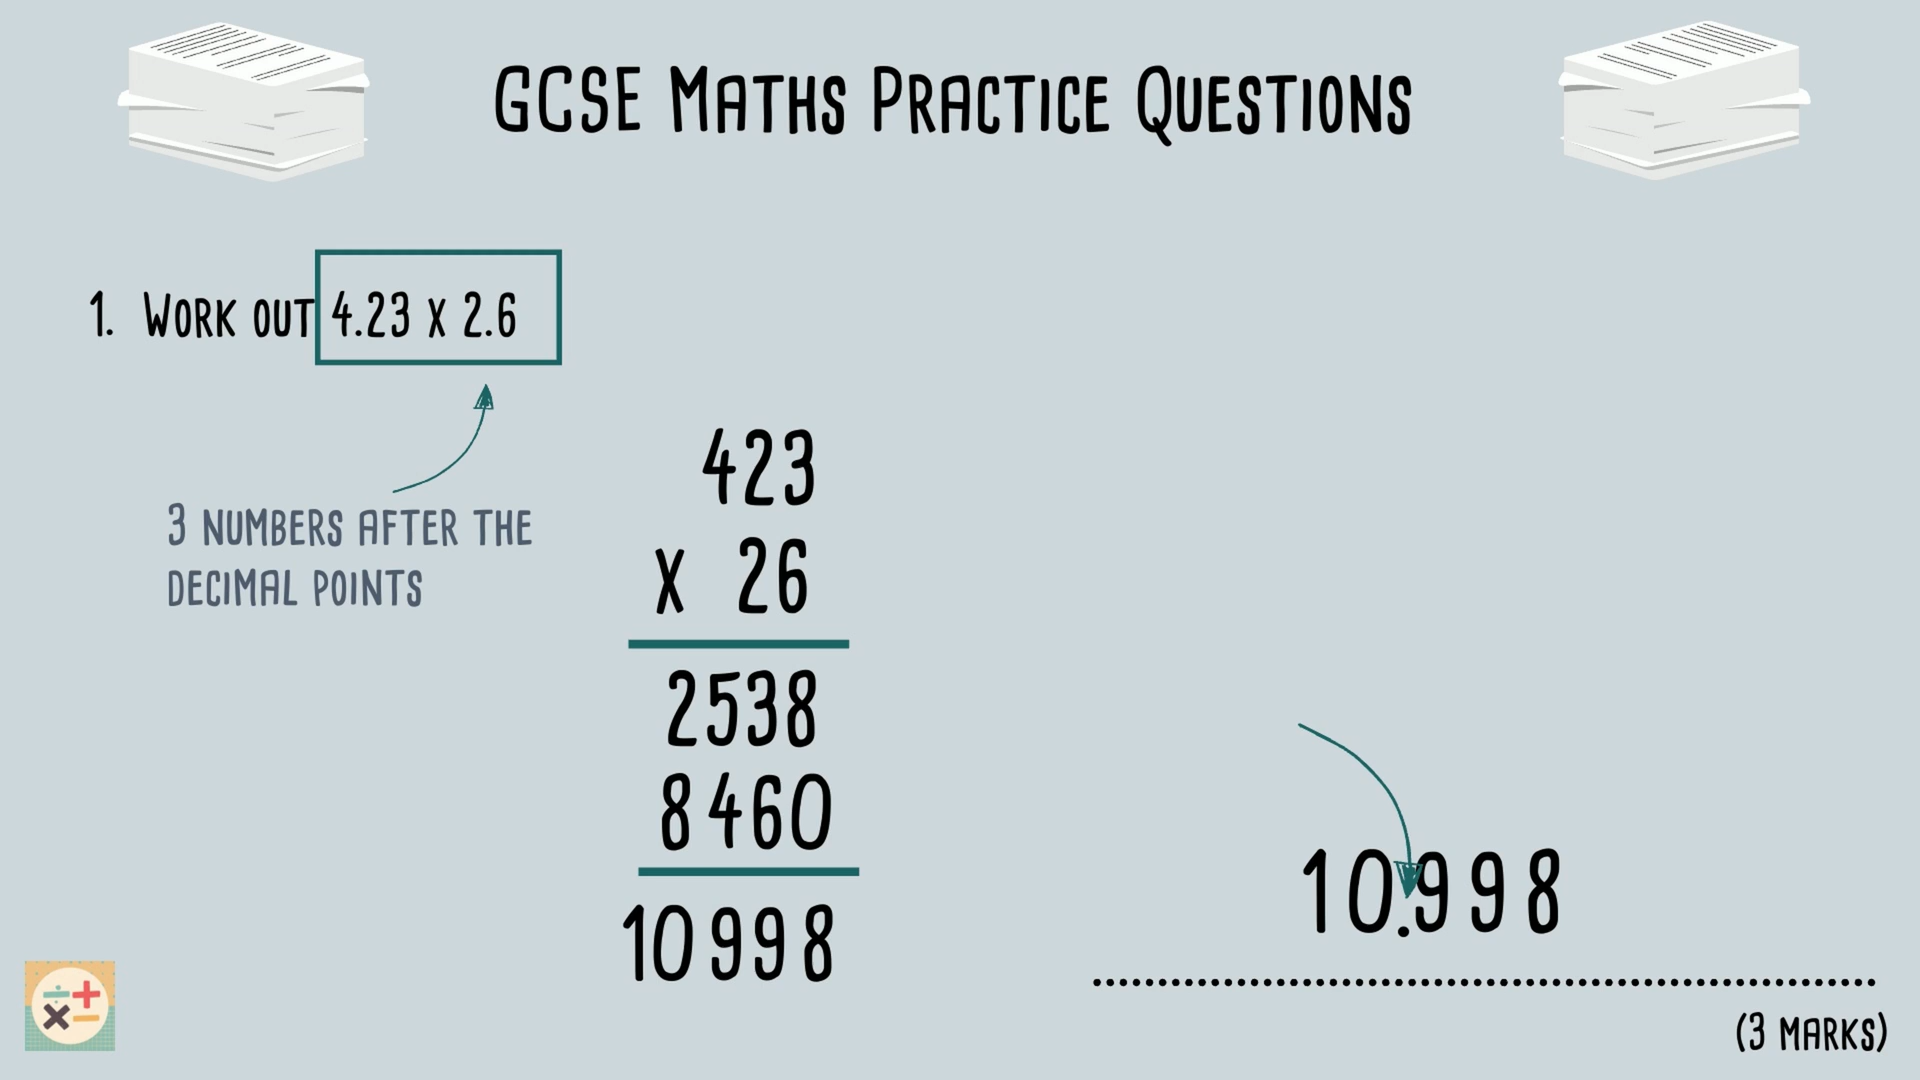 GCSE Maths Practice Questions
1. Work out 4.23 x 2.6
3 numbers after the
decimal points
423
x 26
2538
8460
10998
10.998
(3 marks)